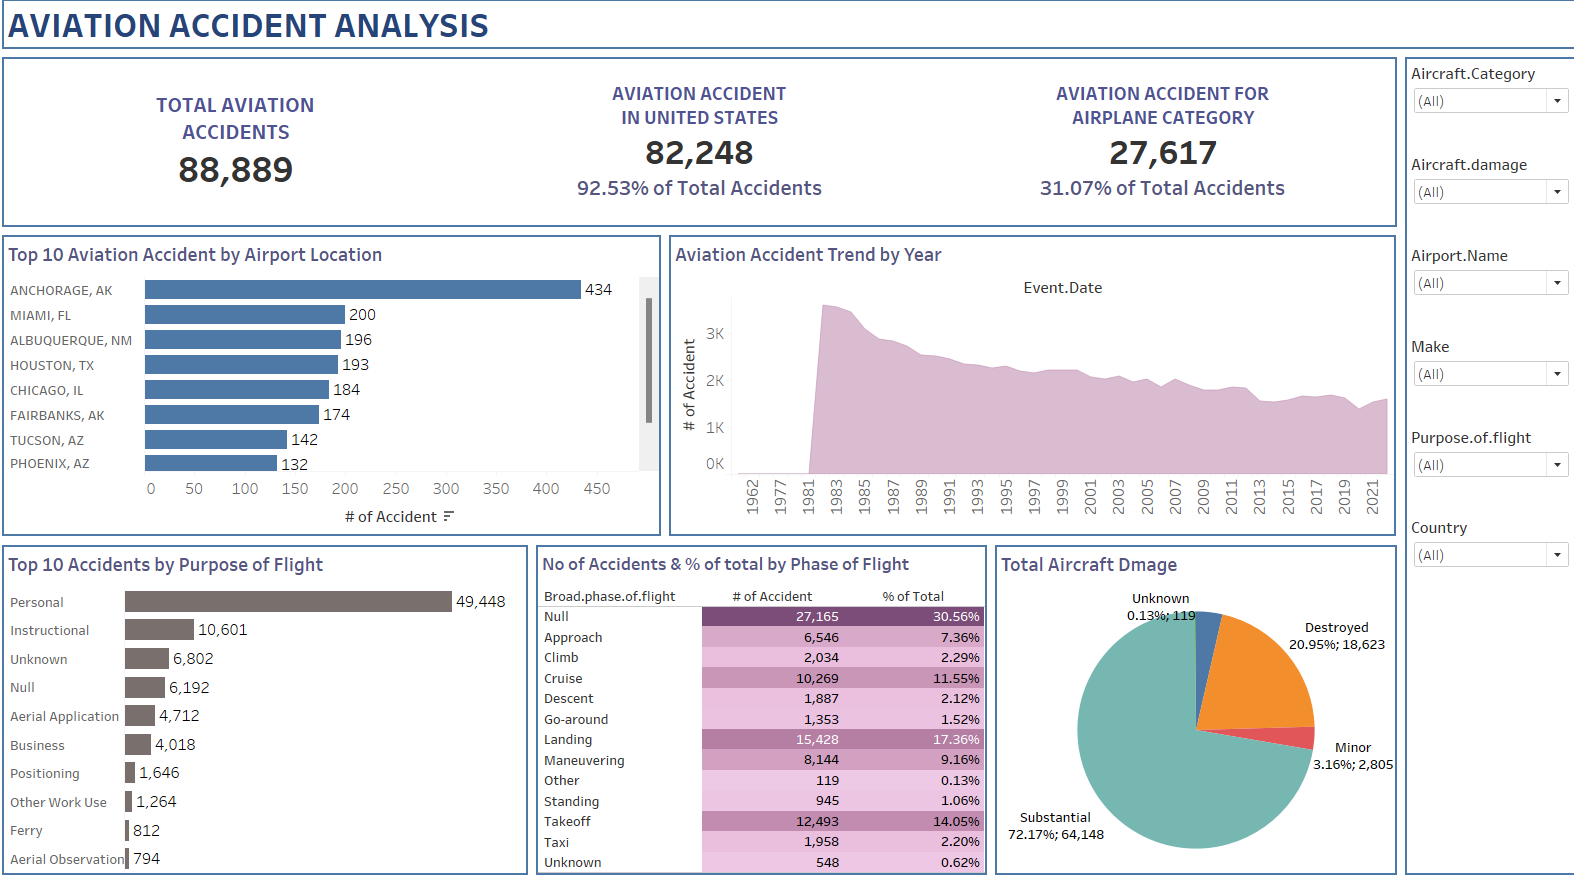 AVIATION ACCIDENT ANALYSIS
TOTAL AVIATION
ACCIDENTS
88,889
AVIATION ACCIDENT
IN UNITED STATES
82,248
92.53% of Total Accidents
AVIATION ACCIDENT FOR
AIRPLANE CATEGORY
27,617
31.07% of Total Accidents
Aircraft.Category
(All)
Aircraft.damage
(All)
Airport.Name
(All)
Make
(All)
Purpose.of.flight
(All)
Country
(All)
Top 10 Aviation Accident by Airport Location
ANCHORAGE, AK 434
MIAMI, FL 200
ALBUQUERQUE, NM 196
HOUSTON, TX 193
CHICAGO, IL 184
FAIRBANKS, AK 174
TUCSON, AZ 142
PHOENIX, AZ 132
0 50 100 150 200 250 300 350 400 450
# of Accident
Aviation Accident Trend by Year
Event.Date
# of Accident
3K
2K
1K
0K
1962 1977 1981 1983 1985 1987 1989 1991 1993 1995 1997 1999 2001 2003 2005 2007 2009 2011 2013 2015 2017 2019 2021
Top 10 Accidents by Purpose of Flight
Personal 49,448
Instructional 10,601
Unknown 6,802
Null 6,192
Aerial Application 4,712
Business 4,018
Positioning 1,646
Other Work Use 1,264
Ferry 812
Aerial Observation 794
No of Accidents & % of total by Phase of Flight
Broad.phase.of.flight # of Accident % of Total
Null 27,165 30.56%
Approach 6,546 7.36%
Climb 2,034 2.29%
Cruise 10,269 11.55%
Descent 1,887 2.12%
Go-around 1,353 1.52%
Landing 15,428 17.36%
Maneuvering 8,144 9.16%
Other 119 0.13%
Standing 945 1.06%
Takeoff 12,493 14.05%
Taxi 1,958 2.20%
Unknown 548 0.62%
Total Aircraft Dmage
Unknown
0.13%; 119
Destroyed
20.95%; 18,623
Minor
3.16%; 2,805
Substantial
72.17%; 64,148